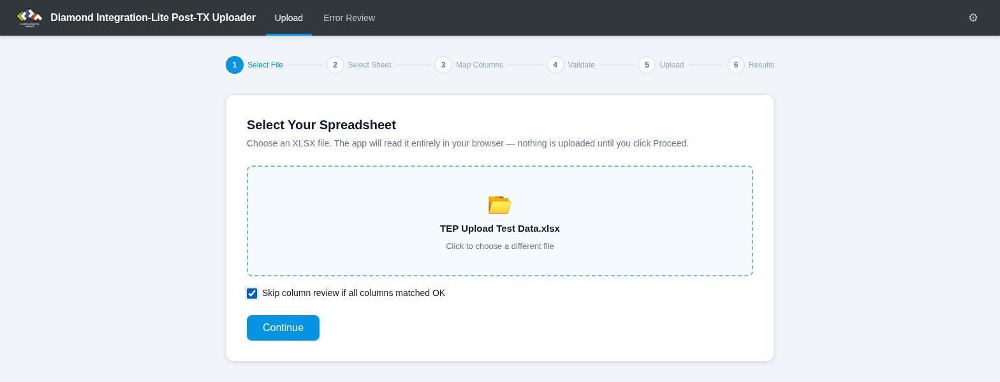 creative diversity
network
Diamond Integration-Lite Post-TX Uploader
Upload
Error Review
1 Select File
2 Select Sheet
3 Map Columns
4 Validate
5 Upload
6 Results
Select Your Spreadsheet
Choose an XLSX file. The app will read it entirely in your browser — nothing is uploaded until you click Proceed.
TEP Upload Test Data.xlsx
Click to choose a different file
Skip column review if all columns matched OK
Continue